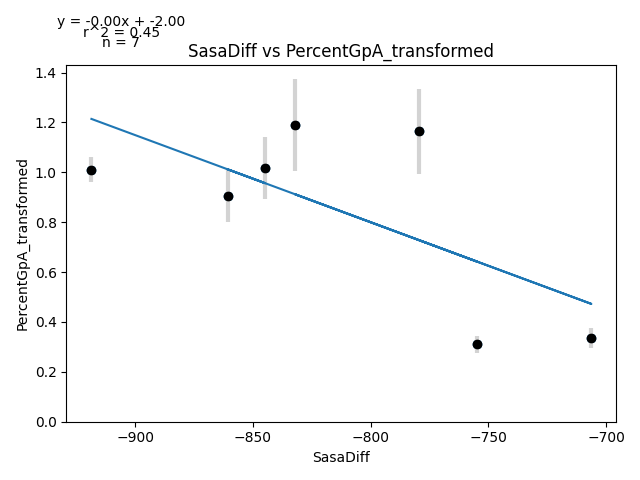 y = -0.00x + -2.00
r^2 = 0.45
n = 7
SasaDiff vs PercentGpA_transformed
PercentGpA_transformed
1.4
1.2
1.0
0.8
0.6
0.4
0.2
0.0
−900
−850
−800
−750
−700
SasaDiff